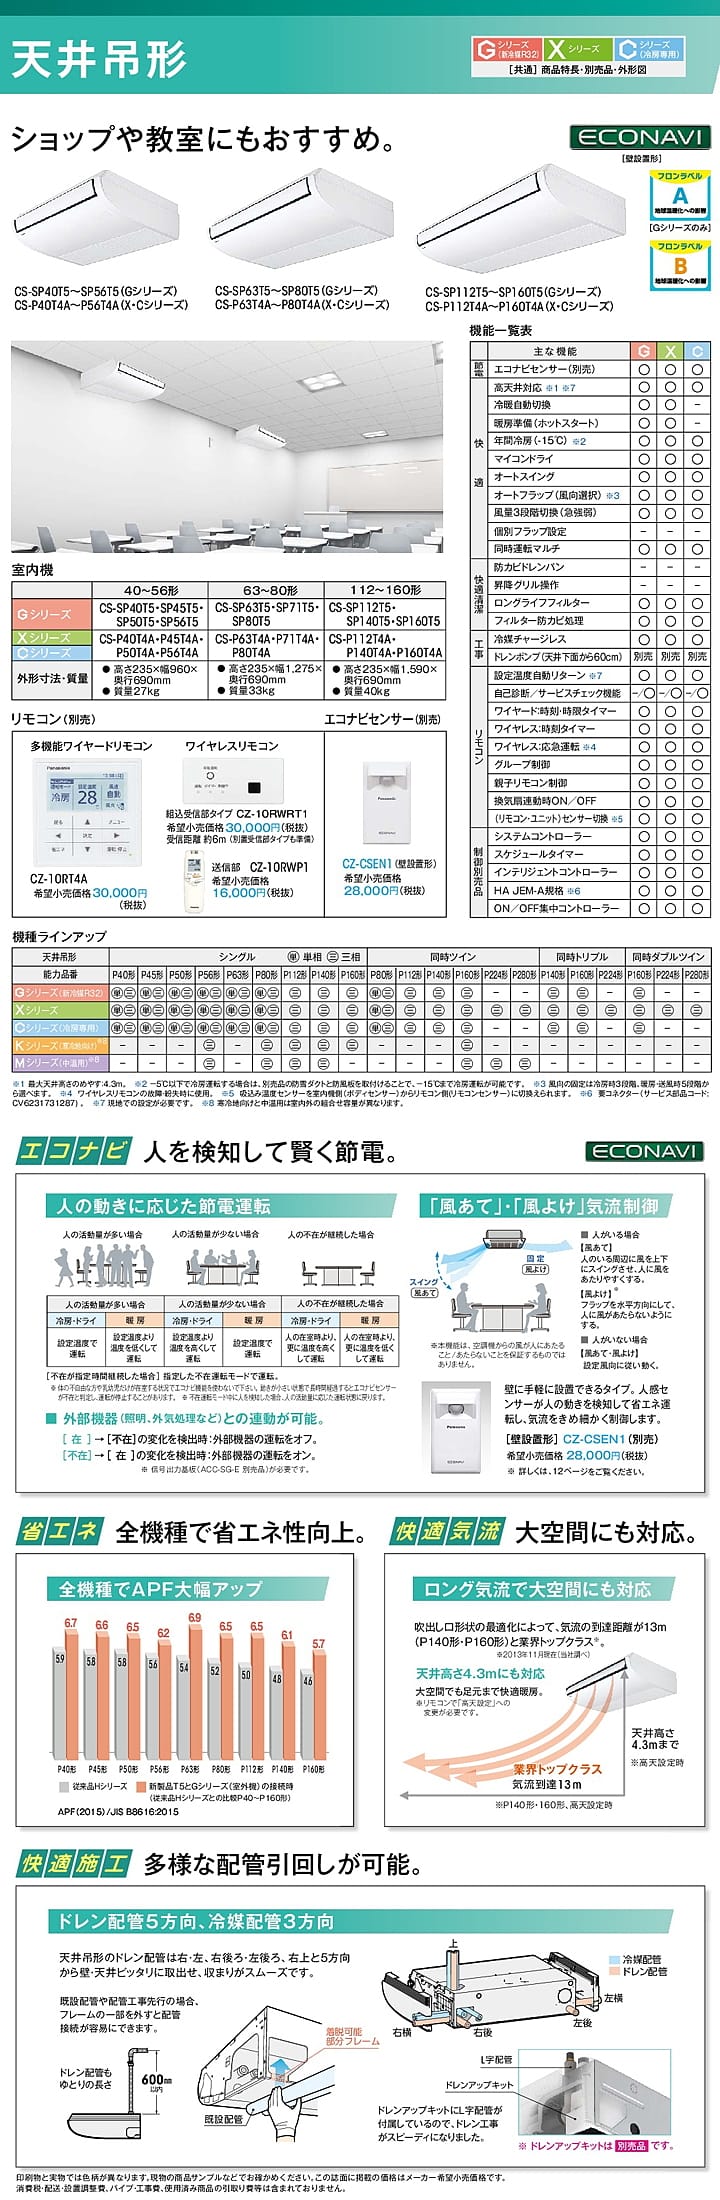 天井吊形
Gシリーズ(新冷媒R32) Xシリーズ Cシリーズ(冷房専用)
[共通] 商品特長・別売品・外形図
ショップや教室にもおすすめ。
ECONAVI
[壁設置形]
フロンラベル
A
地球温暖化への影響
[Gシリーズのみ]
フロンラベル
B
地球温暖化への影響
CS-SP40T5〜SP56T5(Gシリーズ)
CS-P40T4A〜P56T4A(X・Cシリーズ)
CS-SP63T5〜SP80T5(Gシリーズ)
CS-P63T4A〜P80T4A(X・Cシリーズ)
CS-SP112T5〜SP160T5(Gシリーズ)
CS-P112T4A〜P160T4A(X・Cシリーズ)
機能一覧表
主な機能 G X C
節電 エコナビセンサー(別売) ○ ○ ○
快適 高天井対応 ※1 ※7 ○ ○ ○
冷暖自動切換 ○ ○ −
暖房準備(ホットスタート) ○ ○ −
年間冷房(-15℃) ※2 ○ ○ ○
マイコンドライ ○ ○ ○
オートスイング ○ ○ ○
オートフラップ(風向選択) ※3 ○ ○ ○
風量3段階切換(急強弱) ○ ○ ○
個別フラップ設定 − − −
同時運転マルチ ○ ○ ○
快適清潔 防カビドレンパン − − −
昇降グリル操作 − − −
ロングライフフィルター ○ ○ ○
フィルター防カビ処理 ○ ○ ○
工事 冷媒チャージレス ○ ○ ○
ドレンポンプ(天井下面から60cm) 別売 別売 別売
リモコン 設定温度自動リターン ※7 ○ ○ ○
自己診断/サービスチェック機能 −/○ −/○ −/○
ワイヤード:時刻・時限タイマー ○ ○ ○
ワイヤレス:時刻タイマー ○ ○ ○
ワイヤレス:応急運転 ※4 ○ ○ ○
グループ制御 ○ ○ ○
親子リモコン制御 ○ ○ ○
換気扇連動時ON/OFF ○ ○ ○
(リモコン・ユニット)センサー切換 ※5 ○ ○ ○
制御別売品 システムコントローラー ○ ○ ○
スケジュールタイマー ○ ○ ○
インテリジェントコントローラー ○ ○ ○
HA JEM-A規格 ※6 ○ ○ ○
ON/OFF集中コントローラー ○ ○ ○
室内機
40〜56形 63〜80形 112〜160形
Gシリーズ CS-SP40T5・SP45T5・SP50T5・SP56T5 CS-SP63T5・SP71T5・SP80T5 CS-SP112T5・SP140T5・SP160T5
Xシリーズ Cシリーズ CS-P40T4A・P45T4A・P50T4A・P56T4A CS-P63T4A・P71T4A・P80T4A CS-P112T4A・P140T4A・P160T4A
外形寸法・質量 ●高さ235×幅960×奥行690mm ●質量27kg ●高さ235×幅1,275×奥行690mm ●質量33kg ●高さ235×幅1,590×奥行690mm ●質量40kg
リモコン(別売)
多機能ワイヤードリモコン
Panasonic
冷房 28 自動
CZ-10RT4A
希望小売価格30,000円
(税抜)
ワイヤレスリモコン
組込受信部タイプ CZ-10RWRT1
希望小売価格30,000円(税抜)
受信距離 約6m(別置受信部タイプも準備)
送信部 CZ-10RWP1
希望小売価格
16,000円(税抜)
エコナビセンサー(別売)
Panasonic
CZ-CSEN1(壁設置形)
希望小売価格
28,000円(税抜)
機種ラインアップ
天井吊形 シングル 単 単相 三 三相 同時ツイン 同時トリプル 同時ダブルツイン
能力品番 P40形 P45形 P50形 P56形 P63形 P80形 P112形 P140形 P160形 P80形 P112形 P140形 P160形 P224形 P280形 P140形 P160形 P224形 P160形 P224形 P280形
Gシリーズ(新冷媒R32) 単三 単三 単三 単三 単三 単三 三 三 三 単三 三 三 三 − − 三 三 − 三 − −
Xシリーズ 単三 単三 単三 単三 単三 単三 三 三 三 単三 三 三 三 三 三 三 三 三 三 三 三
Cシリーズ(冷房専用) 単三 単三 単三 単三 単三 単三 三 三 三 単三 三 三 三 − − 三 三 − 三 − −
Kシリーズ(寒冷地向け)※8 − − − 三 − 三 三 三 三 − − − 三 − − − − − − − −
Mシリーズ(中温用)※8 − − − 三 − 三 三 三 三 − − − 三 三 三 − − − − − −
※1 最大天井高さのめやす:4.3m。 ※2 −5℃以下で冷房運転する場合は、別売品の防雪ダクトと防風板を取付けることで、−15℃まで冷房運転が可能です。 ※3 風向の固定は冷房時3段階、暖房・送風時5段階か
ら選べます。 ※4 ワイヤレスリモコンの故障・紛失時に使用。 ※5 吸込み温度センサーを室内機側(ボディセンサー)からリモコン側(リモコンセンサー)に切換えられます。 ※6 要コネクター(サービス部品コード:
CV6231731287)。 ※7 現地での設定が必要です。 ※8 寒冷地向けと中温用は室内外の組合せ容量が異なります。
エコナビ 人を検知して賢く節電。
ECONAVI
人の動きに応じた節電運転
人の活動量が多い場合 人の活動量が少ない場合 人の不在が継続した場合
人の活動量が多い場合 人の活動量が少ない場合 人の不在が継続した場合
冷房・ドライ 暖房 冷房・ドライ 暖房 冷房・ドライ 暖房
設定温度で運転 設定温度より温度を低くして運転 設定温度より温度を高くして運転 設定温度で運転 人の在室時より、更に温度を高くして運転 人の在室時より、更に温度を低くして運転
[不在が指定時間継続した場合]指定した不在運転モードで運転。
※体の不自由な方や乳幼児だけが在室する状況でエコナビ機能を使わないで下さい。動きが小さい状態で長時間経過するとエコナビセンサー
が不在と判定し、運転が停止することがあります。 ※不在運転モード中に人を検知した場合、人の活動量に応じた運転状態に戻ります。
■ 外部機器(照明、外気処理など)との連動が可能。
[在]→[不在]の変化を検出時:外部機器の運転をオフ。
[不在]→[在]の変化を検出時:外部機器の運転をオン。
※ 信号出力基板(ACC-SG-E 別売品)が必要です。
「風あて」・「風よけ」気流制御
固定
風よけ
スイング
風あて
※本機能は、空調機からの風が人にあたる
こと/あたらないことを保証するものでは
ありません。
■ 人がいる場合
【風あて】
人のいる周辺に風を上下
にスイングさせ、人に風を
あたりやすくする。
【風よけ】※
フラップを水平方向にして、
人に風があたらないように
する。
■ 人がいない場合
【風あて・風よけ】
設定風向に従い動く。
Panasonic
ECONAVI
壁に手軽に設置できるタイプ。人感セ
ンサーが人の動きを検知して省エネ運
転し、気流をきめ細かく制御します。
[壁設置形] CZ-CSEN1(別売)
希望小売価格 28,000円(税抜)
※ 詳しくは、12ページをご覧ください。
省エネ 全機種で省エネ性向上。
全機種でAPF大幅アップ
5.9 6.7 5.8 6.6 5.8 6.5 5.6 6.2 5.4 6.9 5.2 6.5 5.0 6.5 4.8 6.1 4.6 5.7
P40形 P45形 P50形 P56形 P63形 P80形 P112形 P140形 P160形
従来品Hシリーズ 新製品T5とGシリーズ(室外機)の接続時
(従来品Hシリーズとの比較P40〜P160形)
APF(2015)/JIS B8616:2015
快適気流 大空間にも対応。
ロング気流で大空間にも対応
吹出し口形状の最適化によって、気流の到達距離が13m
(P140形・P160形)と業界トップクラス※。
※2013年11月現在(当社調べ)
天井高さ4.3mにも対応
大空間でも足元まで快適暖房。
※リモコンで「高天設定」への
変更が必要です。
天井高さ
4.3mまで
※高天設定時
業界トップクラス
気流到達13m
※P140形・160形、高天設定時
快適施工 多様な配管引回しが可能。
ドレン配管5方向、冷媒配管3方向
天井吊形のドレン配管は右・左、右後ろ・左後ろ、右上と5方向
から壁・天井ピッタリに取出せ、収まりがスムーズです。
既設配管や配管工事先行の場合、
フレームの一部を外すと配管
接続が容易にできます。
ドレン配管も
ゆとりの長さ
600mm
以内
着脱可能
部分フレーム
既設配管
上
冷媒配管
ドレン配管
左横
左後
右横
右後
L字配管
ドレンアップキット
ドレンアップキットにL字配管が
付属しているので、ドレン工事
がスピーディになりました。
※ ドレンアップキットは 別売品 です。
印刷物と実物では色柄が異なります。現物の商品サンプルなどでお確かめください。この誌面に掲載の価格はメーカー希望小売価格です。
消費税・配送・設置調整費、パイプ・工事費、使用済み商品の引取り費等は含まれておりません。